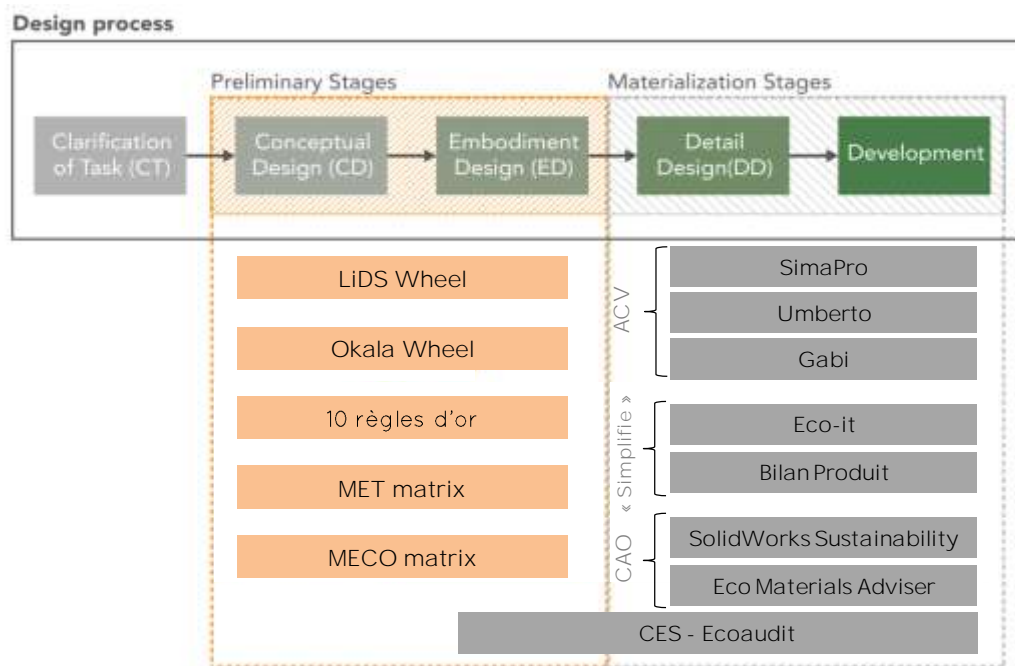 Design process
Preliminary Stages
Materialization Stages
Clarification
of Task (CT)
Conceptual
Design (CD)
Embodiment
Design (ED)
Detail
Design(DD)
Development
LiDS Wheel
Okala Wheel
10 règles d'or
MET matrix
MECO matrix
ACV
SimaPro
Umberto
Gabi
« Simplifie »
Eco-it
Bilan Produit
CAO
SolidWorks Sustainability
Eco Materials Adviser
CES - Ecoaudit